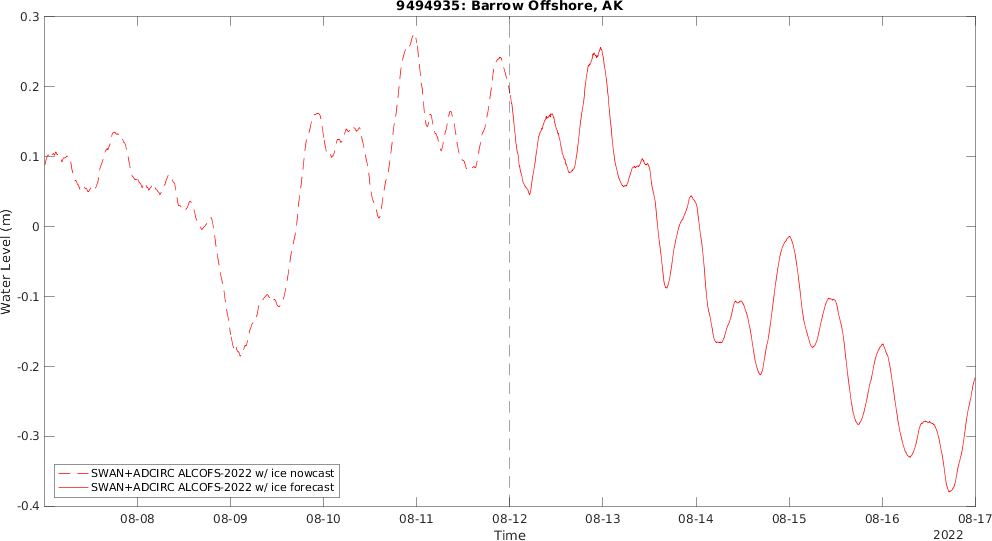 9494935: Barrow Offshore, AK
0.3
0.2
0.1
0
-0.1
-0.2
-0.3
-0.4
Water Level (m)
SWAN+ADCIRC ALCOFS-2022 w/ ice nowcast
SWAN+ADCIRC ALCOFS-2022 w/ ice forecast
08-08 08-09 08-10 08-11 08-12 08-13 08-14 08-15 08-16 08-17
Time
2022